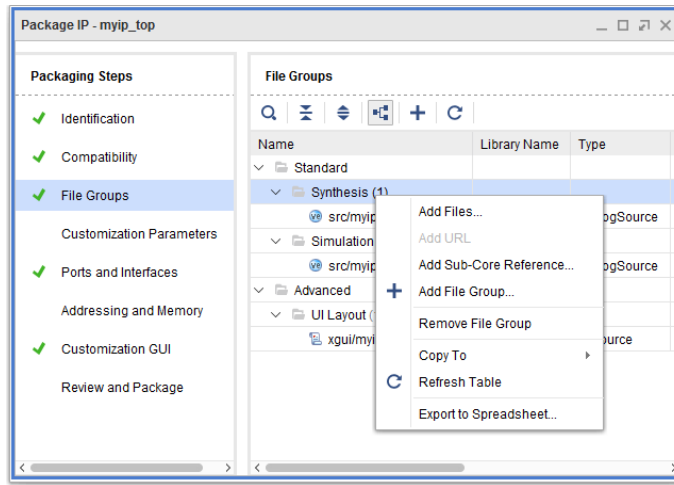 Package IP - myip_top
Packaging Steps
Identification
Compatibility
File Groups
Customization Parameters
Ports and Interfaces
Addressing and Memory
Customization GUI
Review and Package
File Groups
Name Library Name Type
Standard
Synthesis (1)
src/myip ogSource
Simulation
src/myip ogSource
Advanced
UI Layout (
xgui/myi ource
Add Files...
Add URL
Add Sub-Core Reference...
Add File Group...
Remove File Group
Copy To
Refresh Table
Export to Spreadsheet...